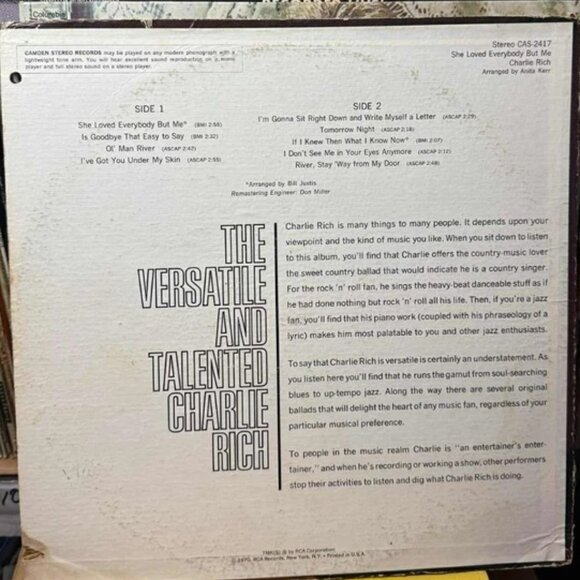 Columbia
CAMDEN STEREO RECORDS may be played on any modern phonograph with a
lightweight tone arm. You will hear excellent sound reproduction on a mono
player and full stereo sound on a stereo player.
Stereo CAS-2417
She Loved Everybody But Me
Charlie Rich
Arranged by Anita Kerr
SIDE 1
She Loved Everybody But Me* (BMI 2:56)
Is Goodbye That Easy to Say (BMI 2:32)
Ol' Man River (ASCAP 2:42)
I've Got You Under My Skin (ASCAP 2:55)
SIDE 2
I'm Gonna Sit Right Down and Write Myself a Letter (ASCAP 2:29)
Tomorrow Night (ASCAP 2:18)
If I Knew Then What I Know Now* (BMI 2:07)
I Don't See Me in Your Eyes Anymore (ASCAP 2:12)
River, Stay 'Way from My Door (ASCAP 2:48)
*Arranged by Bill Justis
Remastering Engineer: Don Miller
THE
VERSATILE
AND
TALENTED
CHARLIE
RICH
Charlie Rich is many things to many people. It depends upon your
viewpoint and the kind of music you like. When you sit down to listen
to this album, you'll find that Charlie offers the country-music lover
the sweet country ballad that would indicate he is a country singer.
For the rock 'n' roll fan, he sings the heavy-beat danceable stuff as if
he had done nothing but rock 'n' roll all his life. Then, if you're a jazz
fan, you'll find that his piano work (coupled with his phraseology of a
lyric) makes him most palatable to you and other jazz enthusiasts.
To say that Charlie Rich is versatile is certainly an understatement. As
you listen here you'll find that he runs the gamut from soul-searching
blues to up-tempo jazz. Along the way there are several original
ballads that will delight the heart of any music fan, regardless of your
particular musical preference.
To people in the music realm Charlie is "an entertainer's enter-
tainer," and when he's recording or working a show, other performers
stop their activities to listen and dig what Charlie Rich is doing.
TMK(S) ® by RCA Corporation
© 1970, RCA Records, New York, N.Y. • Printed in U.S.A.